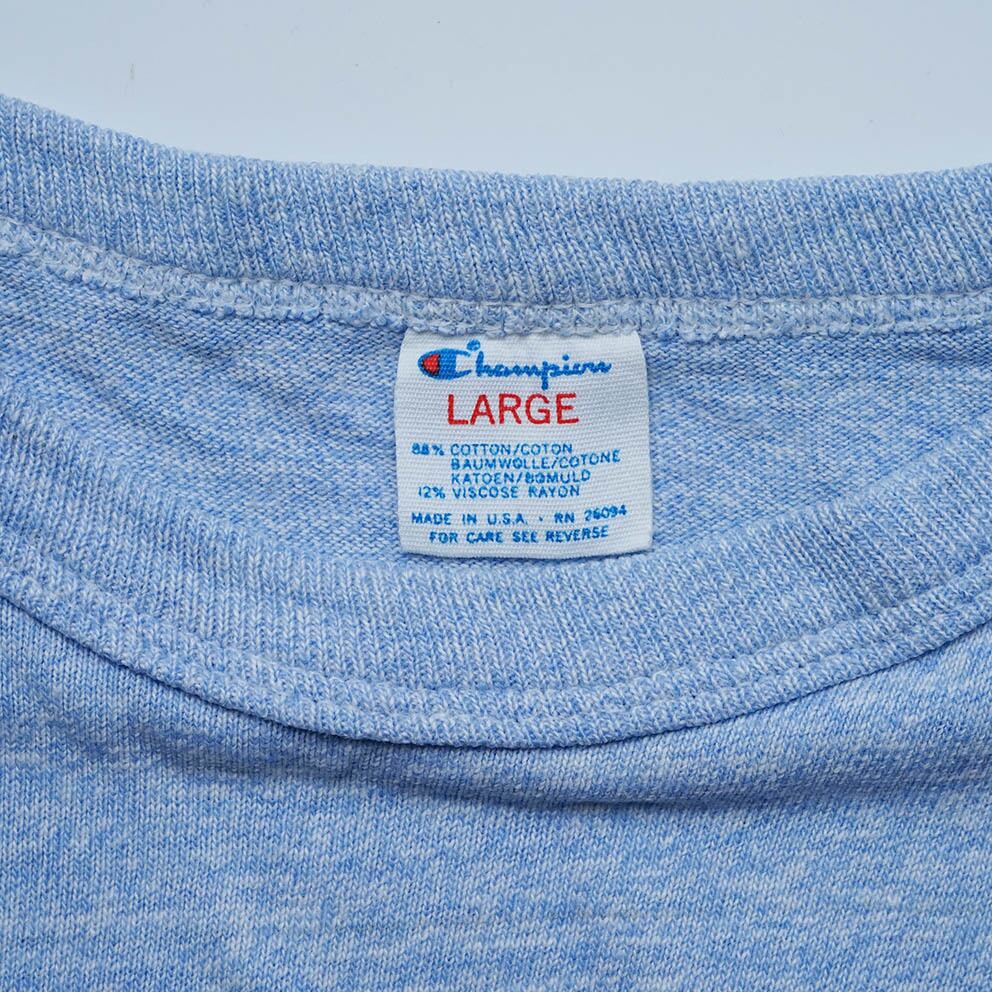 Champion
LARGE
88% COTTON/COTON
BAUMWOLLE/COTONE
KATOEN/BOMULD
12% VISCOSE RAYON
MADE IN U.S.A. · RN 26094
FOR CARE SEE REVERSE